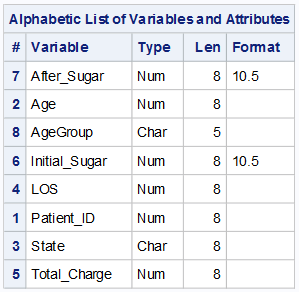 Alphabetic List of Variables and Attributes
# Variable Type Len Format
7 After_Sugar Num 8 10.5
2 Age Num 8
8 AgeGroup Char 5
6 Initial_Sugar Num 8 10.5
4 LOS Num 8
1 Patient_ID Num 8
3 State Char 8
5 Total_Charge Num 8